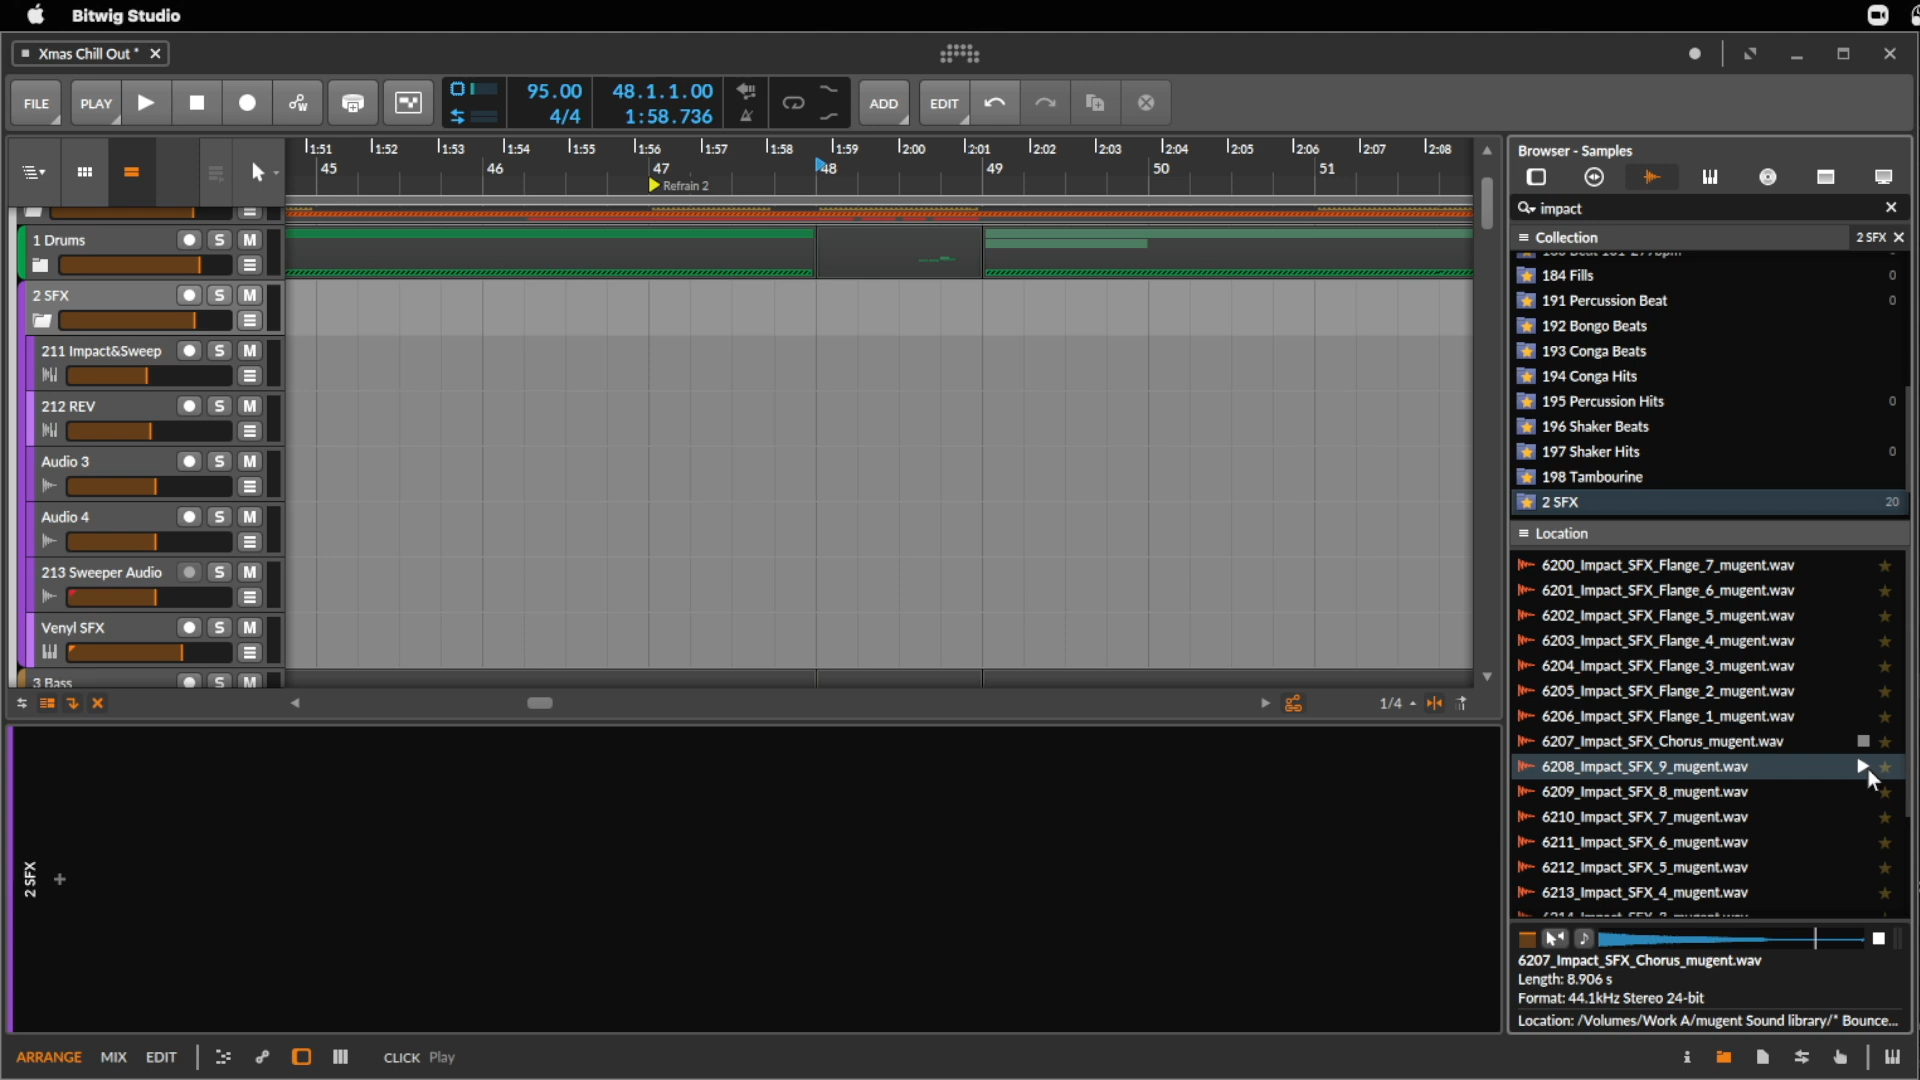 Bitwig Studio
Xmas Chill Out *
FILE
PLAY
95.00
4/4
48.1.1.00
1:58.736
ADD
EDIT
1:51 1:52 1:53 1:54 1:55 1:56 1:57 1:58 1:59 2:00 2:01 2:02 2:03 2:04 2:05 2:06 2:07 2:08
45 46 47 48 49 50 51
Refrain 2
1 Drums S M
2 SFX S M
211 Impact&Sweep S M
212 REV S M
Audio 3 S M
Audio 4 S M
213 Sweeper Audio S M
Venyl SFX S M
3 Bass S M
1/4
2 SFX
Browser - Samples
impact
Collection 2 SFX
184 Fills 0
191 Percussion Beat 0
192 Bongo Beats
193 Conga Beats
194 Conga Hits
195 Percussion Hits 0
196 Shaker Beats
197 Shaker Hits 0
198 Tambourine
2 SFX 20
Location
6200_Impact_SFX_Flange_7_mugent.wav
6201_Impact_SFX_Flange_6_mugent.wav
6202_Impact_SFX_Flange_5_mugent.wav
6203_Impact_SFX_Flange_4_mugent.wav
6204_Impact_SFX_Flange_3_mugent.wav
6205_Impact_SFX_Flange_2_mugent.wav
6206_Impact_SFX_Flange_1_mugent.wav
6207_Impact_SFX_Chorus_mugent.wav
6208_Impact_SFX_9_mugent.wav
6209_Impact_SFX_8_mugent.wav
6210_Impact_SFX_7_mugent.wav
6211_Impact_SFX_6_mugent.wav
6212_Impact_SFX_5_mugent.wav
6213_Impact_SFX_4_mugent.wav
6207_Impact_SFX_Chorus_mugent.wav
Length: 8.906 s
Format: 44.1kHz Stereo 24-bit
Location: /Volumes/Work A/mugent Sound library/* Bounce...
ARRANGE MIX EDIT
CLICK Play